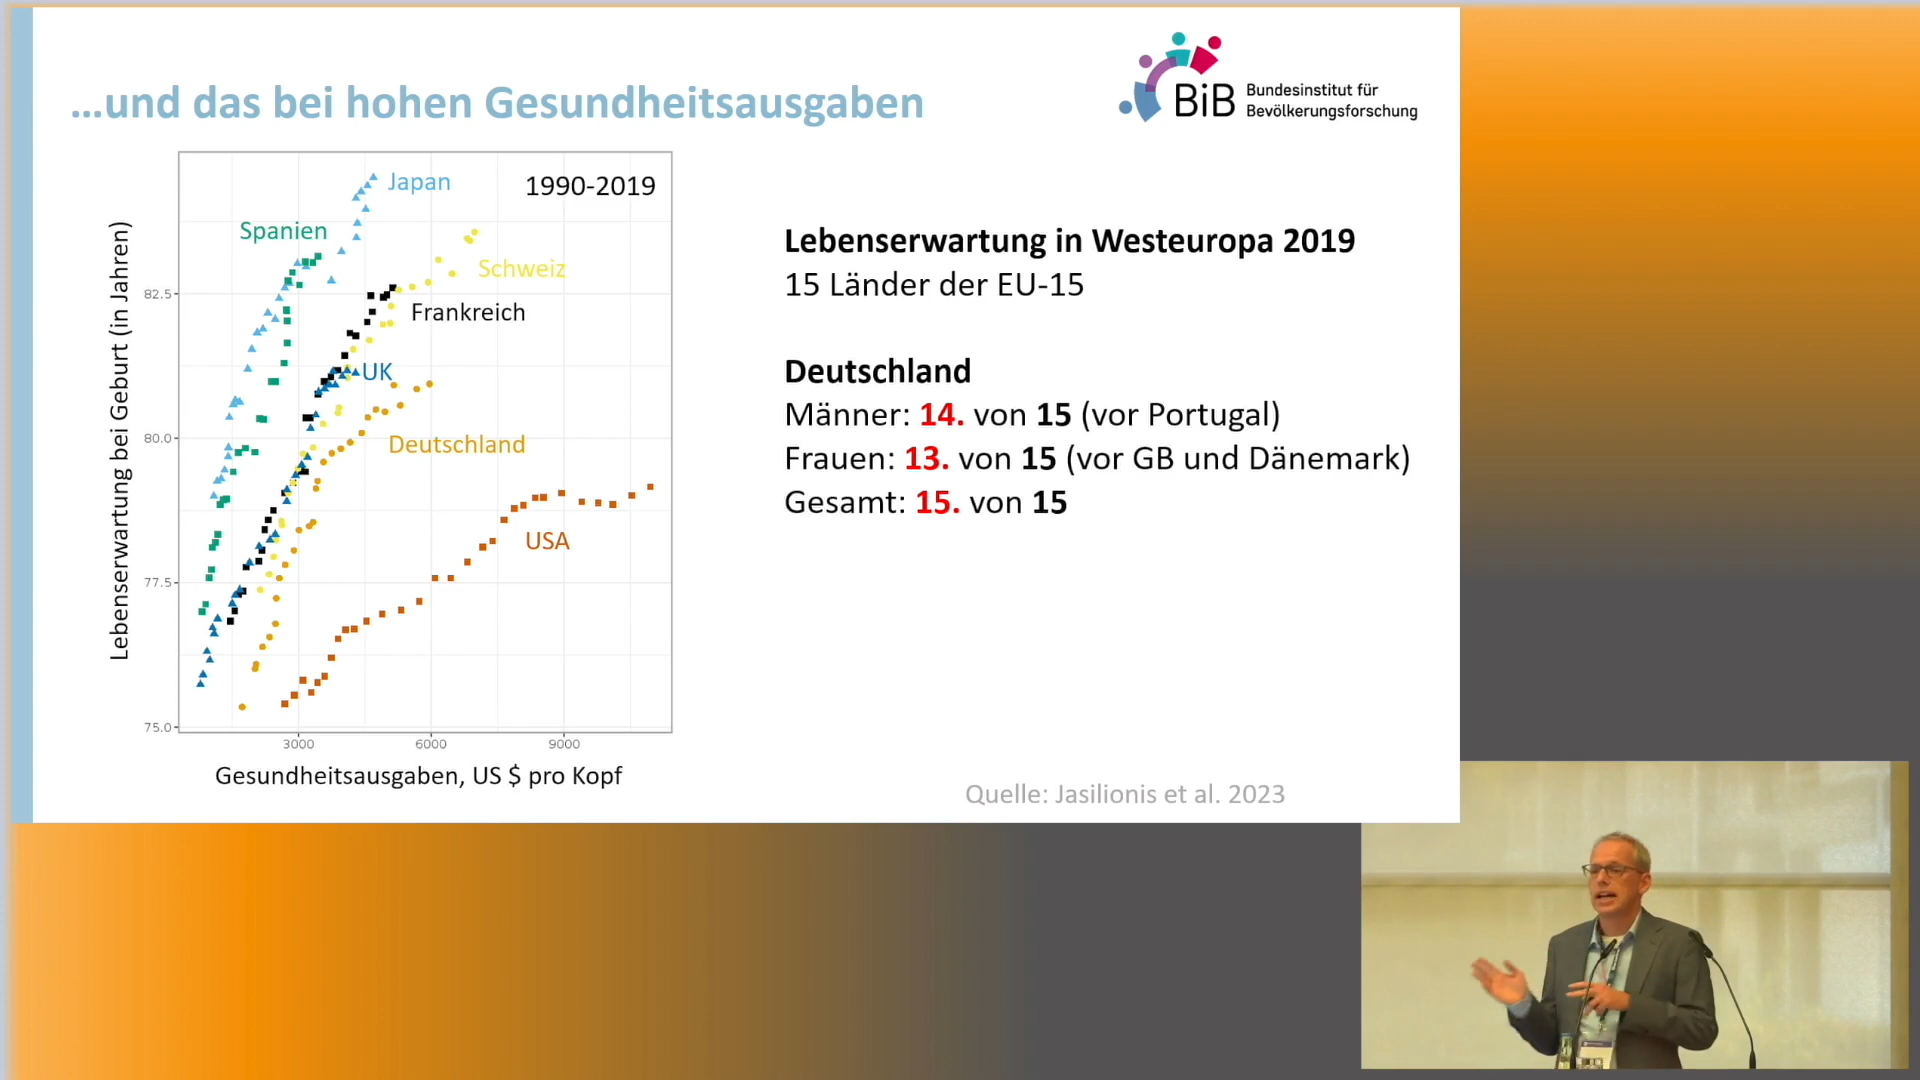 ...und das bei hohen Gesundheitsausgaben
BiB
Bundesinstitut für
Bevölkerungsforschung
1990-2019
Japan
Spanien
Schweiz
Frankreich
UK
Deutschland
USA
Lebenserwartung bei Geburt (in Jahren)
82.5
80.0
77.5
75.0
3000 6000 9000
Gesundheitsausgaben, US $ pro Kopf
Lebenserwartung in Westeuropa 2019
15 Länder der EU-15
Deutschland
Männer: 14. von 15 (vor Portugal)
Frauen: 13. von 15 (vor GB und Dänemark)
Gesamt: 15. von 15
Quelle: Jasilionis et al. 2023